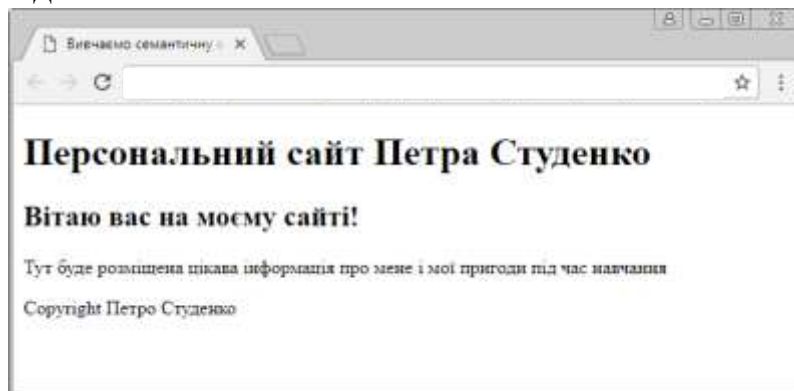 Вивчаємо семантичну
Персональний сайт Петра Студенко
Вітаю вас на моєму сайті!
Тут буде розміщена цікава інформація про мене і мої пригоди під час навчання
Copyright Петро Студенко